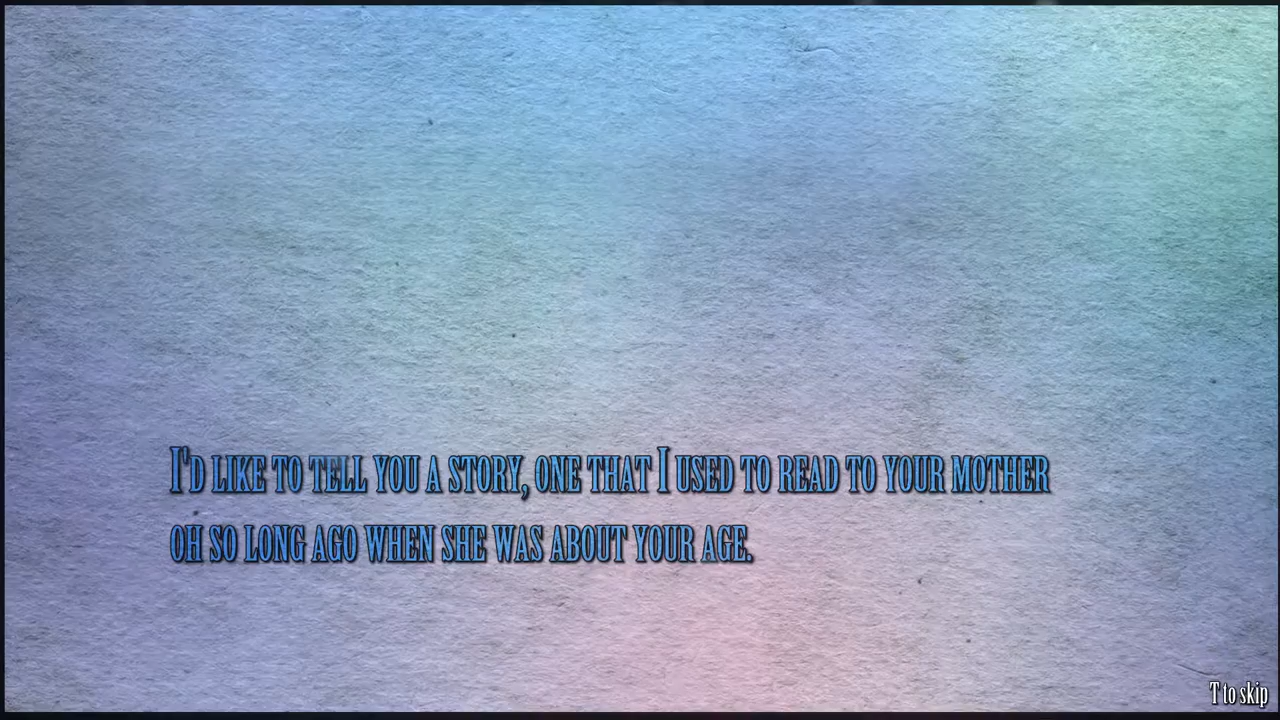 I'D LIKE TO TELL YOU A STORY, ONE THAT I USED TO READ TO YOUR MOTHER
OH SO LONG AGO WHEN SHE WAS ABOUT YOUR AGE.
T to skip